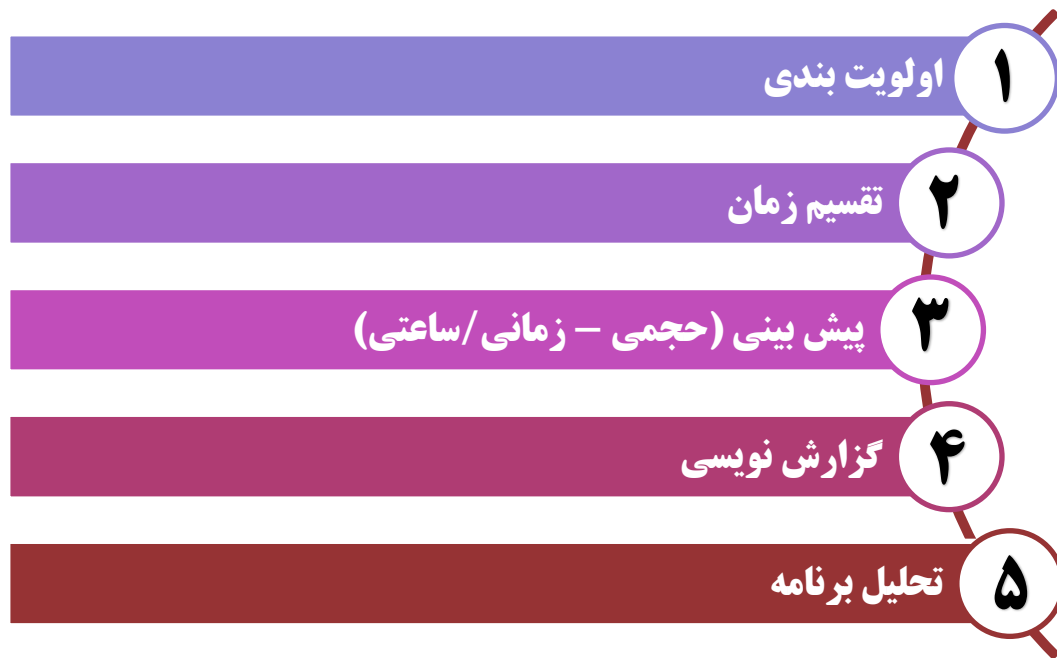 ۱ اولویت بندی
۲ تقسیم زمان
۳ پیش بینی (حجمی – زمانی/ساعتی)
۴ گزارش نویسی
۵ تحلیل برنامه